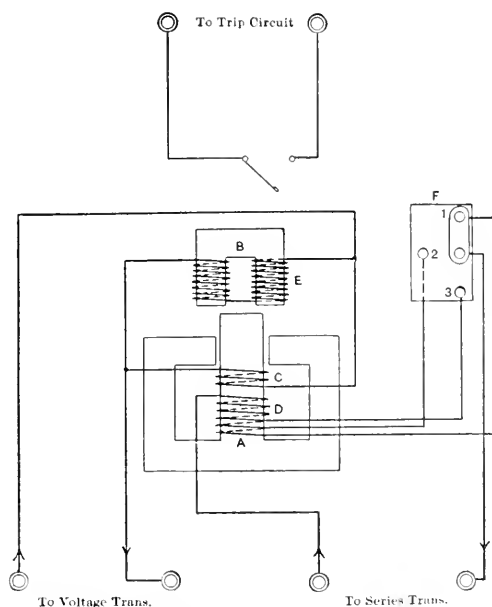 To Trip Circuit
F
1
B
2
E
3
C
D
A
To Voltage Trans.
To Series Trans.